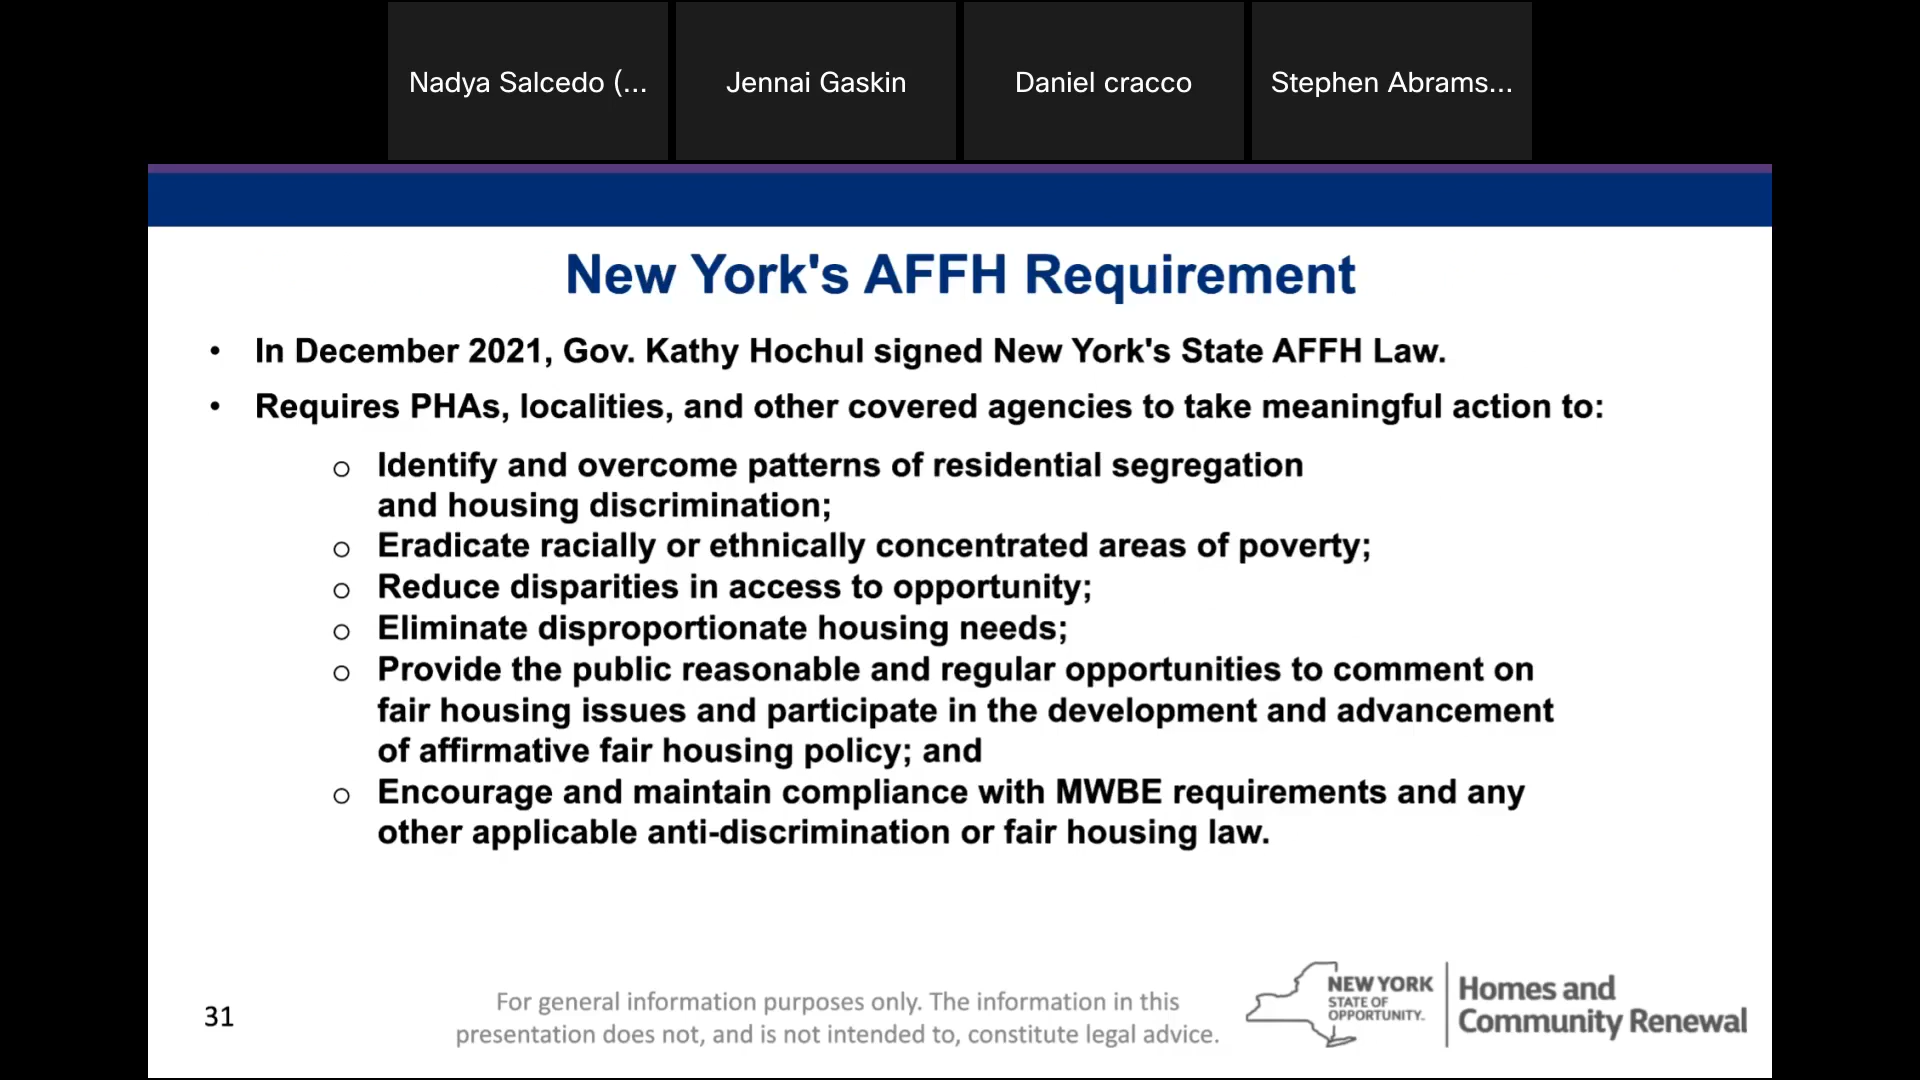 Nadya Salcedo (...
Jennai Gaskin
Daniel cracco
Stephen Abrams...
New York's AFFH Requirement
• In December 2021, Gov. Kathy Hochul signed New York's State AFFH Law.
• Requires PHAs, localities, and other covered agencies to take meaningful action to:
o Identify and overcome patterns of residential segregation
and housing discrimination;
o Eradicate racially or ethnically concentrated areas of poverty;
o Reduce disparities in access to opportunity;
o Eliminate disproportionate housing needs;
o Provide the public reasonable and regular opportunities to comment on
fair housing issues and participate in the development and advancement
of affirmative fair housing policy; and
o Encourage and maintain compliance with MWBE requirements and any
other applicable anti-discrimination or fair housing law.
31
For general information purposes only. The information in this
presentation does not, and is not intended to, constitute legal advice.
NEW YORK
STATE OF
OPPORTUNITY.
Homes and
Community Renewal